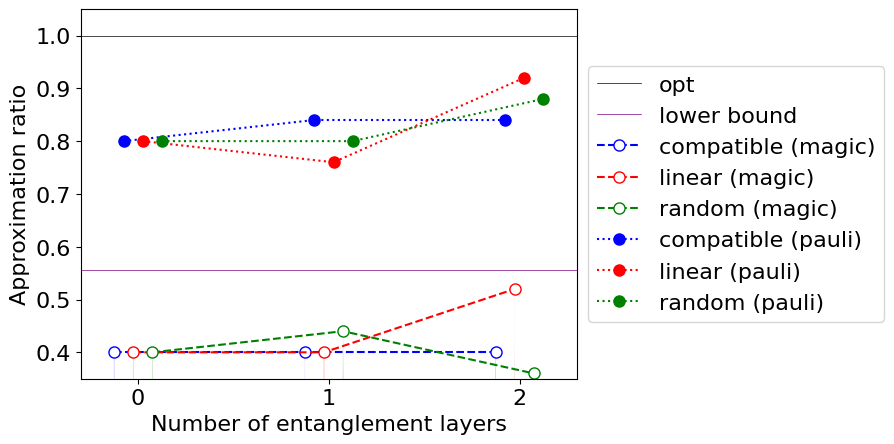 1.0
0.9
0.8
0.7
0.6
0.5
0.4
Approximation ratio
0
1
2
Number of entanglement layers
opt
lower bound
compatible (magic)
linear (magic)
random (magic)
compatible (pauli)
linear (pauli)
random (pauli)